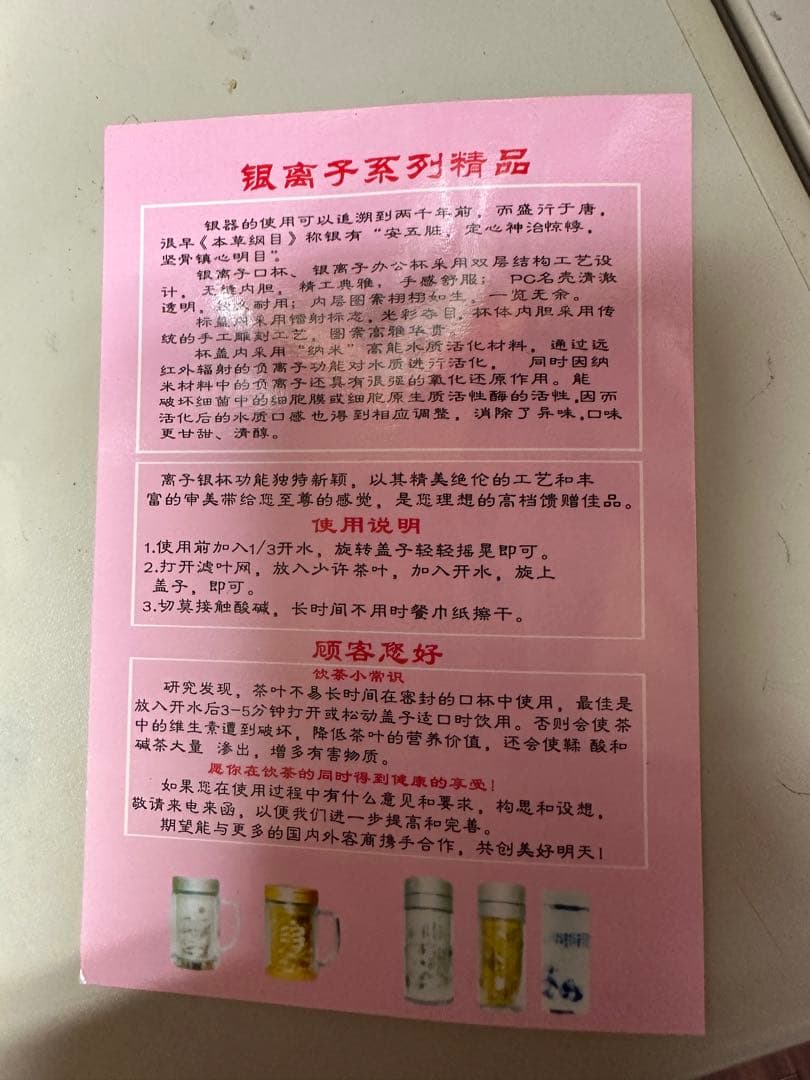 银离子系列精品
银器的使用可以追溯到两千年前，而盛行于唐，
很早《本草纲目》称银有“安五脏，定心神治惊悸，
坚骨镇心明目”。
银离子口杯、银离子办公杯采用双层结构工艺设
计，无缝内胆，精工典雅，手感舒服； PC名壳清澈
透明，持久耐用；内层图案栩栩如生，一览无余。
标盖内采用镭射标志，光彩夺目，杯体内胆采用传
统的手工雕刻工艺，图案高雅华贵。
杯盖内采用“纳米”高能水质活化材料，通过远
红外辐射的负离子功能对水质进行活化， 同时因纳
米材料中的负离子还具有很强的氧化还原作用。能
破坏细菌中的细胞膜或细胞原生质活性酶的活性,因而
活化后的水质口感也得到相应调整，消除了异味,口味
更甘甜、清醇。
离子银杯功能独特新颖，以其精美绝伦的工艺和丰
富的审美带给您至尊的感觉，是您理想的高档馈赠佳品。
使用说明
1.使用前加入1/3开水，旋转盖子轻轻摇晃即可。
2.打开滤叶网，放入少许茶叶，加入开水，旋上
盖子，即可。
3.切莫接触酸碱，长时间不用时餐巾纸擦干。
顾客您好
饮茶小常识
研究发现，茶叶不易长时间在密封的口杯中使用，最佳是
放入开水后3-5分钟打开或松动盖子适口时饮用。否则会使茶
中的维生素遭到破坏，降低茶叶的营养价值，还会使鞣 酸和
碱茶大量 渗出，增多有害物质。
愿你在饮茶的同时得到健康的享受！
如果您在使用过程中有什么意见和要求，构思和设想，
敬请来电来函，以便我们进一步提高和完善。
期望能与更多的国内外客商携手合作，共创美好明天！